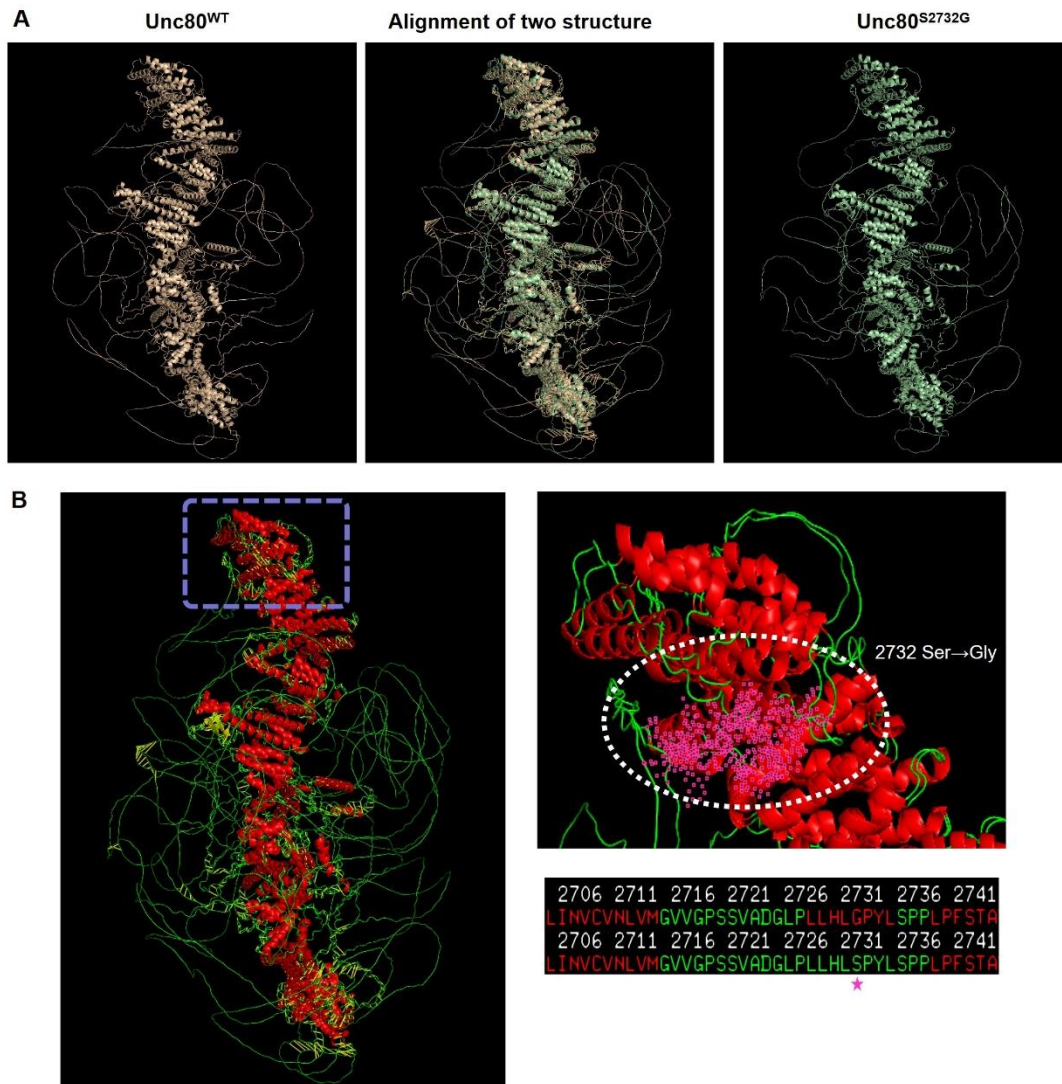 A
Unc80WT
Alignment of two structure
Unc80S2732G
B
2732 Ser→Gly
2706 2711 2716 2721 2726 2731 2736 2741
LINVCVNLVMGVVGPSSVADGLPLLHLGPYLSPPLPFSTA
2706 2711 2716 2721 2726 2731 2736 2741
LINVCVNLVMGVVGPSSVADGLPLLHLSPYLSPPLPFSTA